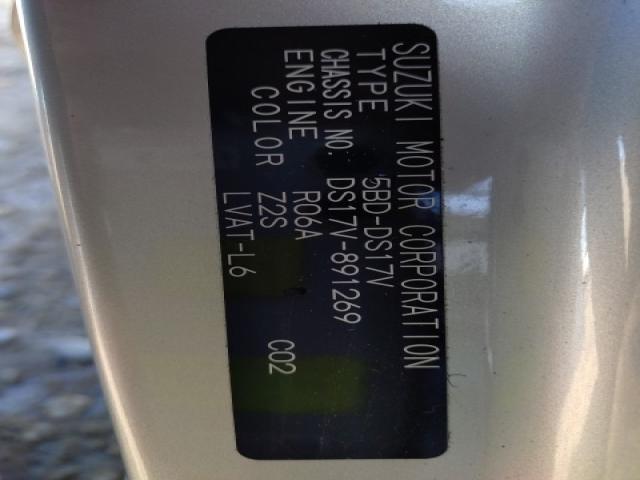 SUZUKI MOTOR CORPORATION
TYPE 5BD-DS17V
CHASSIS NO. DS17V-891269
ENGINE R06A
COLOR Z2S C02
LVAT-L6